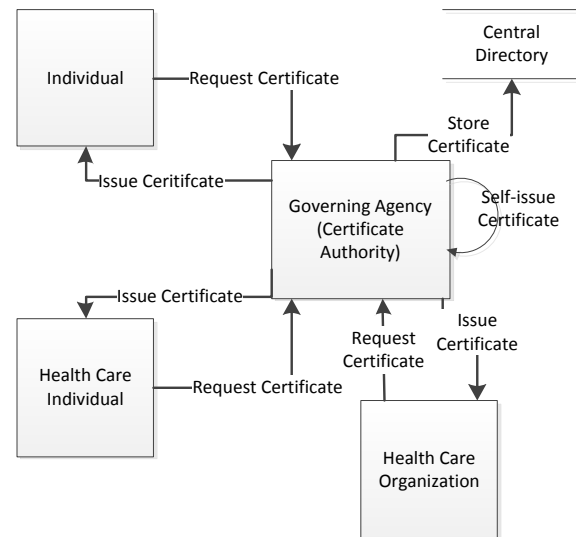 Individual
Request Certificate
Central
Directory
Store
Certificate
Issue Ceritifcate
Governing Agency
(Certificate
Authority)
Self-issue
Certificate
Issue Certificate
Health Care
Individual
Request Certificate
Request
Certificate
Issue
Certificate
Health Care
Organization